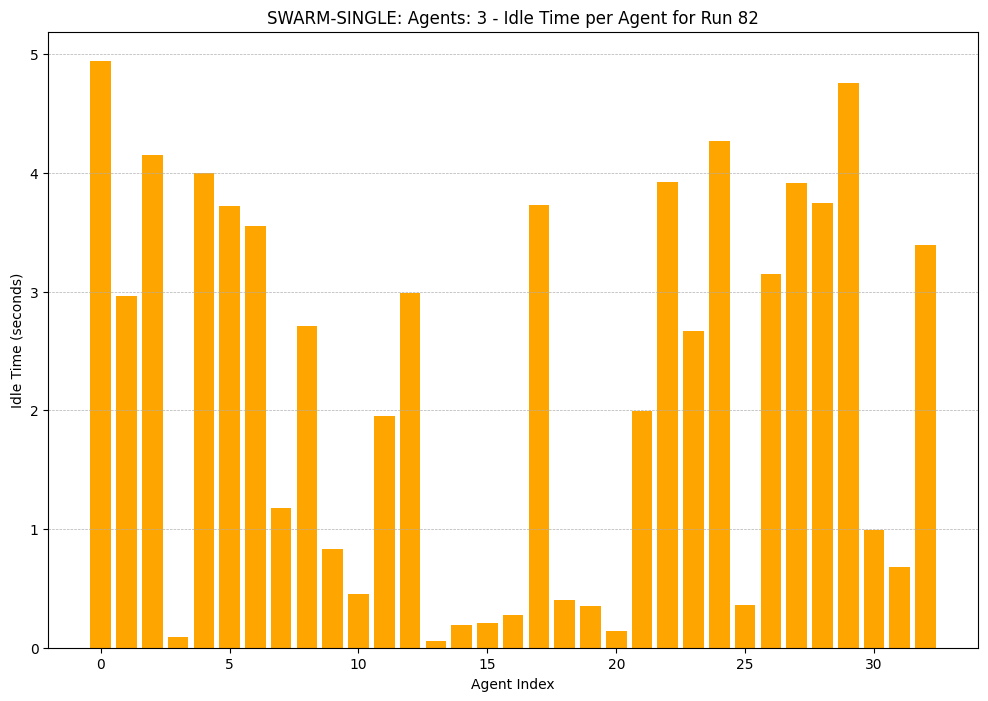 SWARM-SINGLE: Agents: 3 - Idle Time per Agent for Run 82
Idle Time (seconds)
5
4
3
2
1
0
0 5 10 15 20 25 30
Agent Index